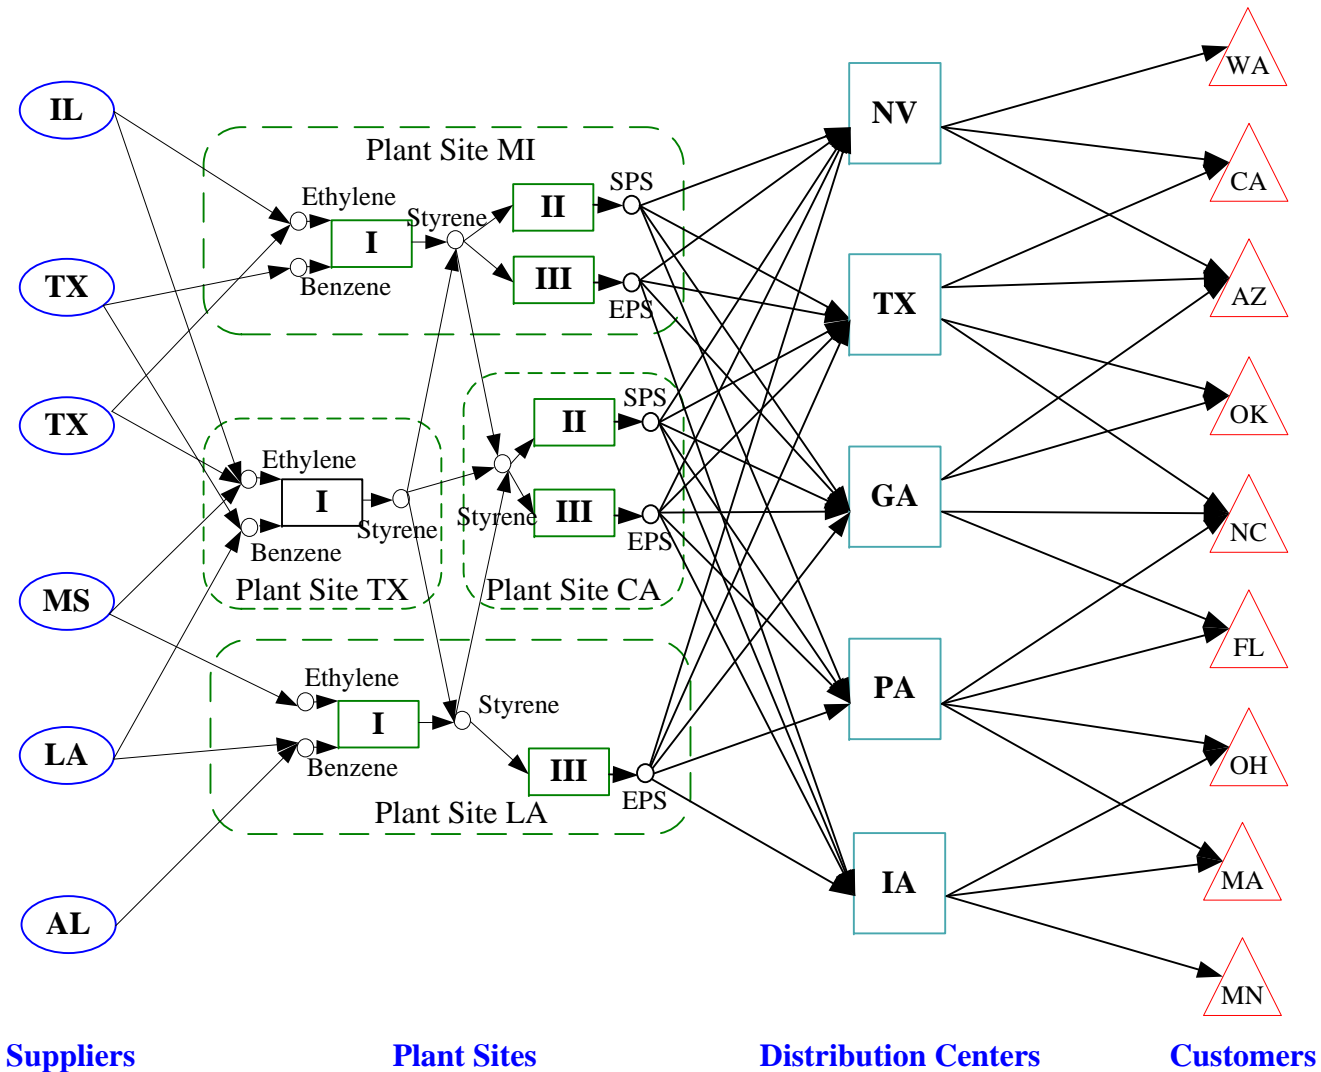 IL
TX
TX
MS
LA
AL
Suppliers
Plant Site MI
Ethylene
I
Benzene
Styrene
II
III
SPS
EPS
Ethylene
I
Benzene
Styrene
Plant Site TX
Styrene
II
III
SPS
EPS
Plant Site CA
Ethylene
I
Benzene
Styrene
III
EPS
Plant Site LA
Plant Sites
NV
TX
GA
PA
IA
Distribution Centers
WA
CA
AZ
OK
NC
FL
OH
MA
MN
Customers